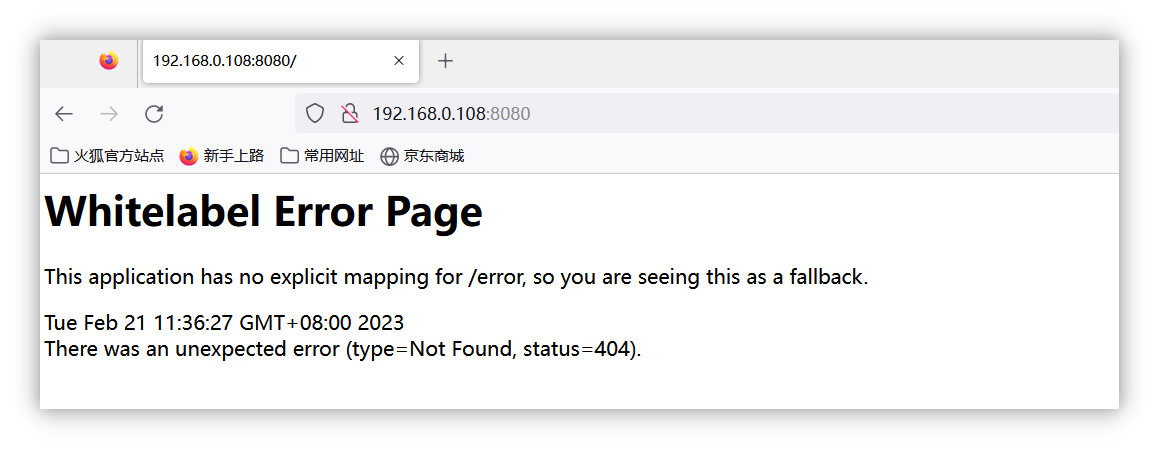 192.168.0.108:8080/
192.168.0.108:8080
火狐官方站点 新手上路 常用网址 京东商城
Whitelabel Error Page
This application has no explicit mapping for /error, so you are seeing this as a fallback.
Tue Feb 21 11:36:27 GMT+08:00 2023
There was an unexpected error (type=Not Found, status=404).